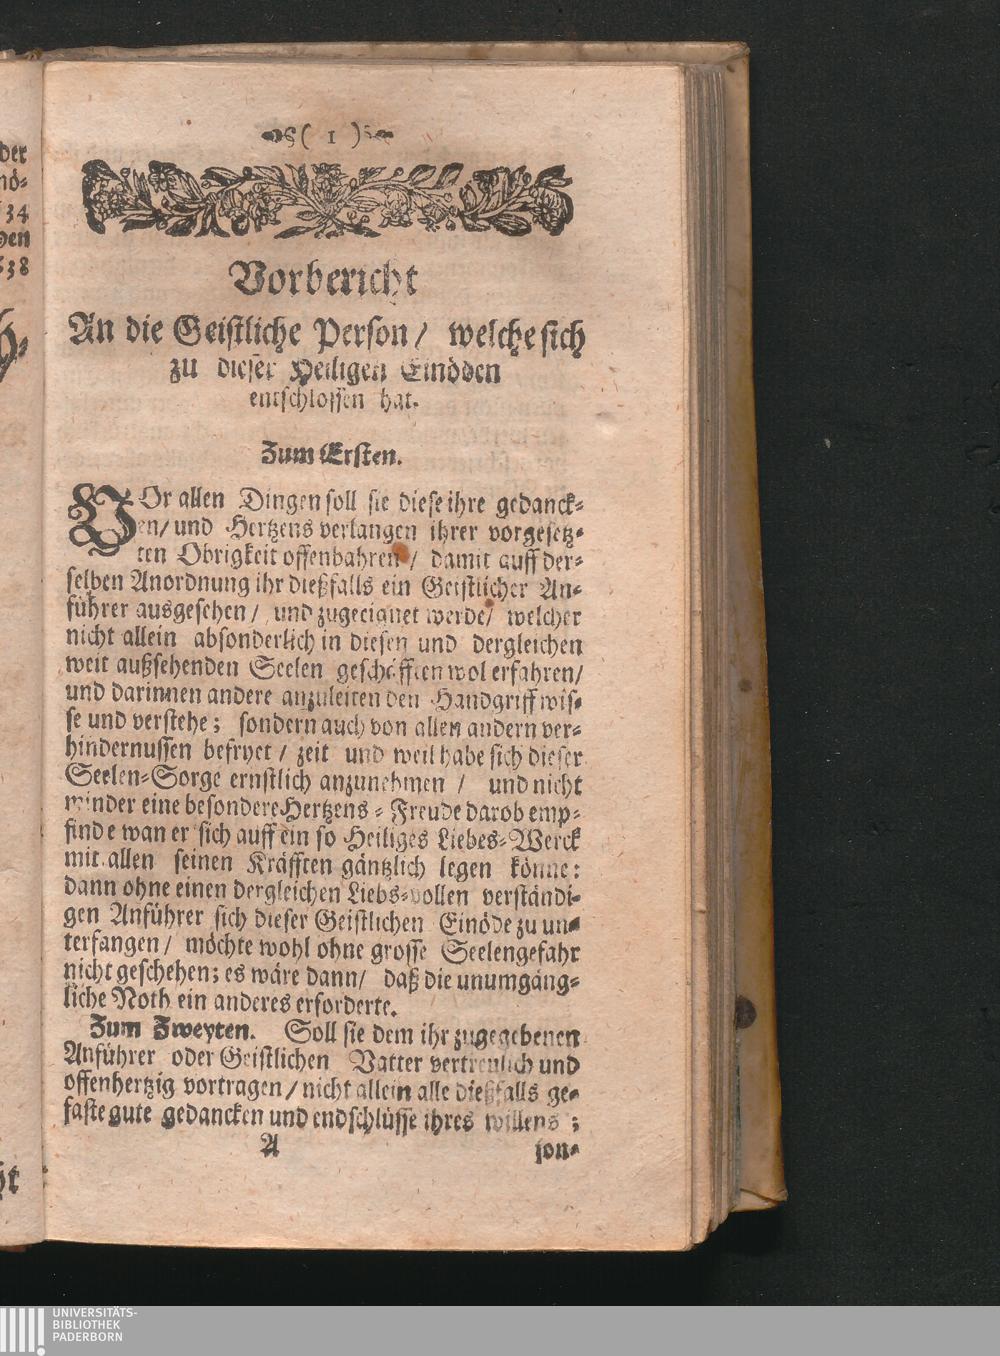 der
nö-
34
den
638
ht
( 1 )
Vorbericht
An die Geistliche Person / welche sich
zu dieser Heiligen Einöden
entschlossen hat.
Zum Ersten.
VOr allen Dingen soll sie diese ihre gedanck-
en / und Hertzens verlangen ihrer vorgesetz-
ten Obrigkeit offenbahren / damit auff der-
selben Anordnung ihr dießfalls ein Geistlicher An-
führer ausgesehen / und zugeeignet werde / welcher
nicht allein absonderlich in diesen und dergleichen
weit außsehenden Seelen geschäfften wol erfahren /
und darinnen andere anzuleiten den Handgriff wis-
se und verstehe; sondern auch von allen andern ver-
hindernussen befryet / zeit und weil habe sich dieser
Seelen-Sorge ernstlich anzunehmen / und nicht
minder eine besondere Hertzens-Freude darob emp-
finde wan er sich auff ein so Heiliges Liebes-Werck
mit allen seinen Kräfften gäntzlich legen könne:
dann ohne einen dergleichen Liebs-vollen verständi-
gen Anführer sich dieser Geistlichen Einöde zu un-
terfangen / möchte wohl ohne grosse Seelengefahr
nicht geschehen; es wäre dann / daß die unumgäng-
liche Noth ein anderes erforderte.
Zum Zweyten. Soll sie dem ihr zugegebenen
Anführer oder Geistlichen Vatter vertreulich und
offenhertzig vortragen / nicht allein alle dießfalls ge-
faste gute gedancken und endschlüsse ihres willens ;
A son-
UNIVERSITÄTS-
BIBLIOTHEK
PADERBORN